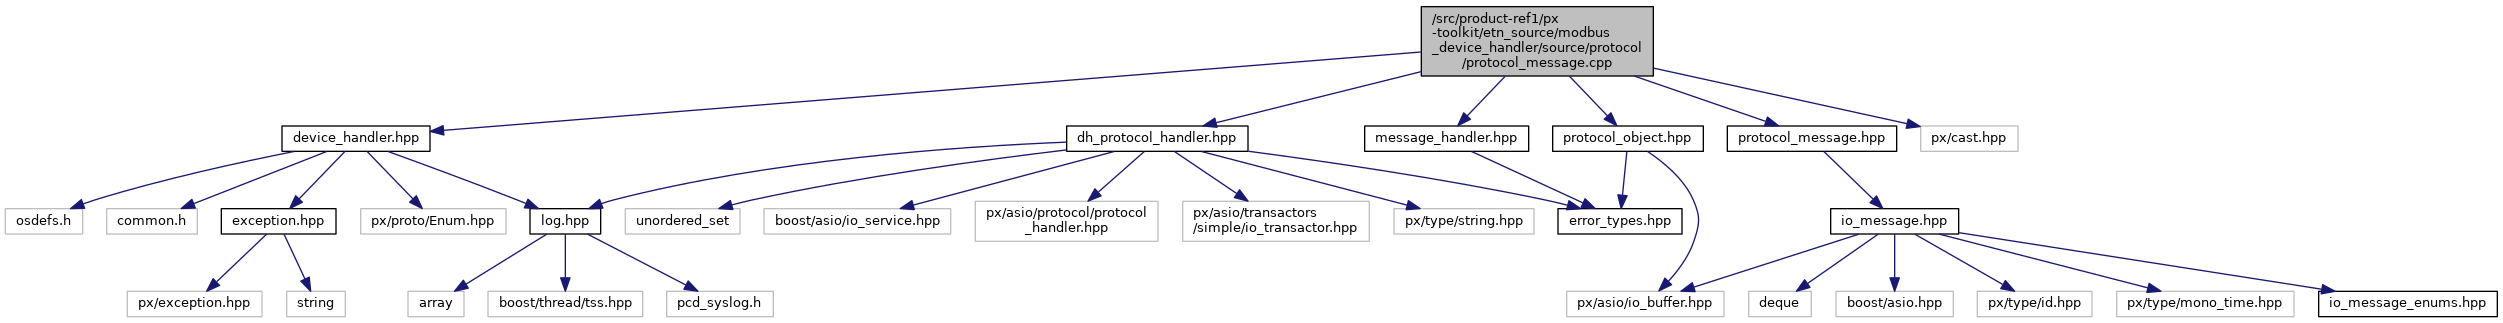 /src/product-ref1/px
-toolkit/etn_source/modbus
_device_handler/source/protocol
/protocol_message.cpp
device_handler.hpp
dh_protocol_handler.hpp
message_handler.hpp
protocol_object.hpp
protocol_message.hpp
px/cast.hpp
osdefs.h
common.h
exception.hpp
px/proto/Enum.hpp
log.hpp
unordered_set
boost/asio/io_service.hpp
px/asio/protocol/protocol
_handler.hpp
px/asio/transactors
/simple/io_transactor.hpp
px/type/string.hpp
error_types.hpp
io_message.hpp
px/exception.hpp
string
array
boost/thread/tss.hpp
pcd_syslog.h
px/asio/io_buffer.hpp
deque
boost/asio.hpp
px/type/id.hpp
px/type/mono_time.hpp
io_message_enums.hpp